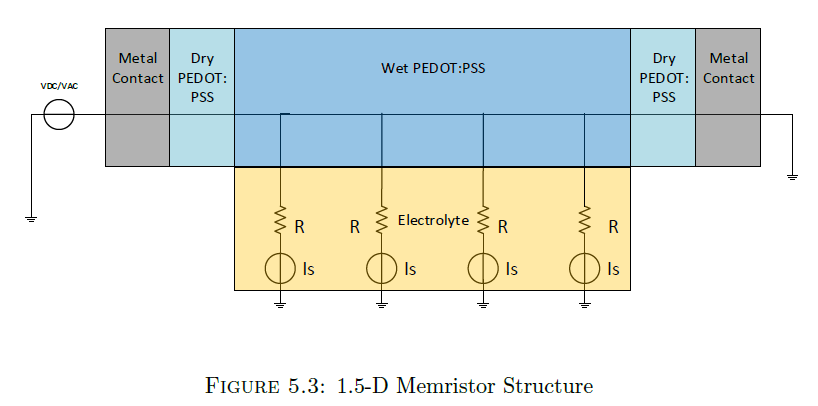 Metal
Contact
Dry
PEDOT:
PSS
Wet PEDOT:PSS
Dry
PEDOT:
PSS
Metal
Contact
VDC/VAC
R
R
Electrolyte
R
R
Is
Is
Is
Is
FIGURE 5.3: 1.5-D Memristor Structure